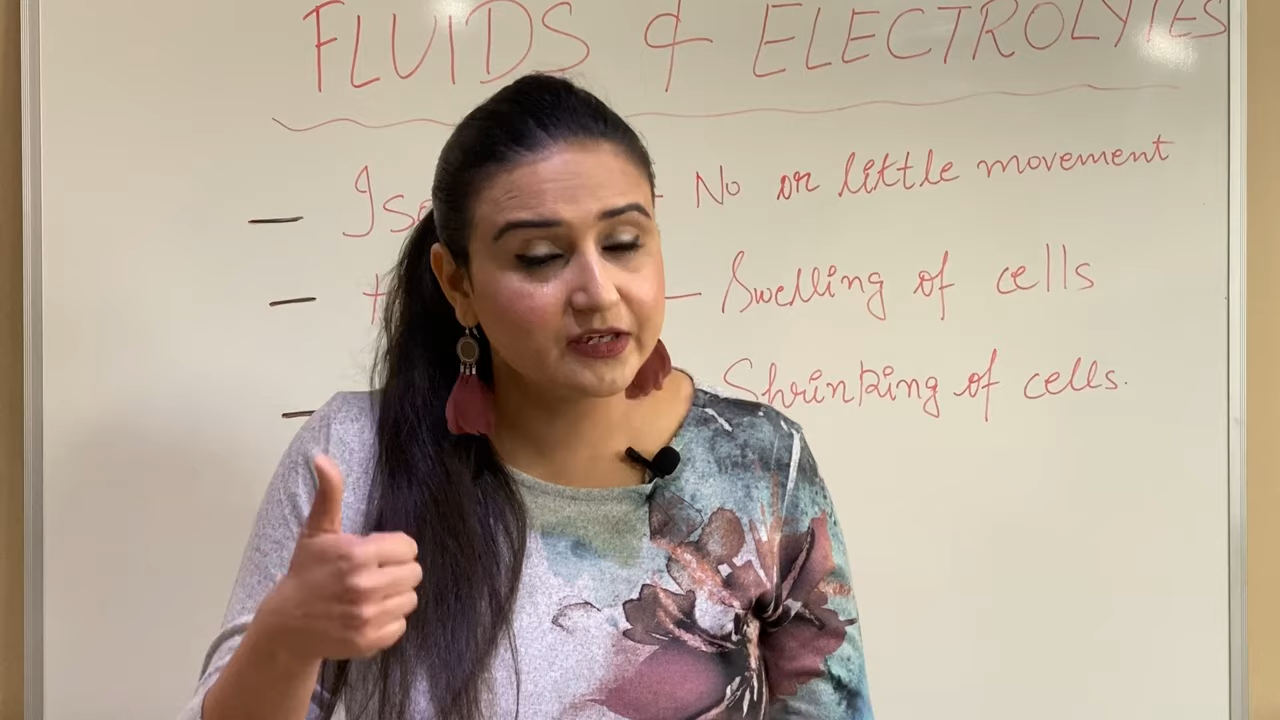 FLUIDS & ELECTROLYTES
— No or little movement
— Swelling of cells
— Shrinking of cells.